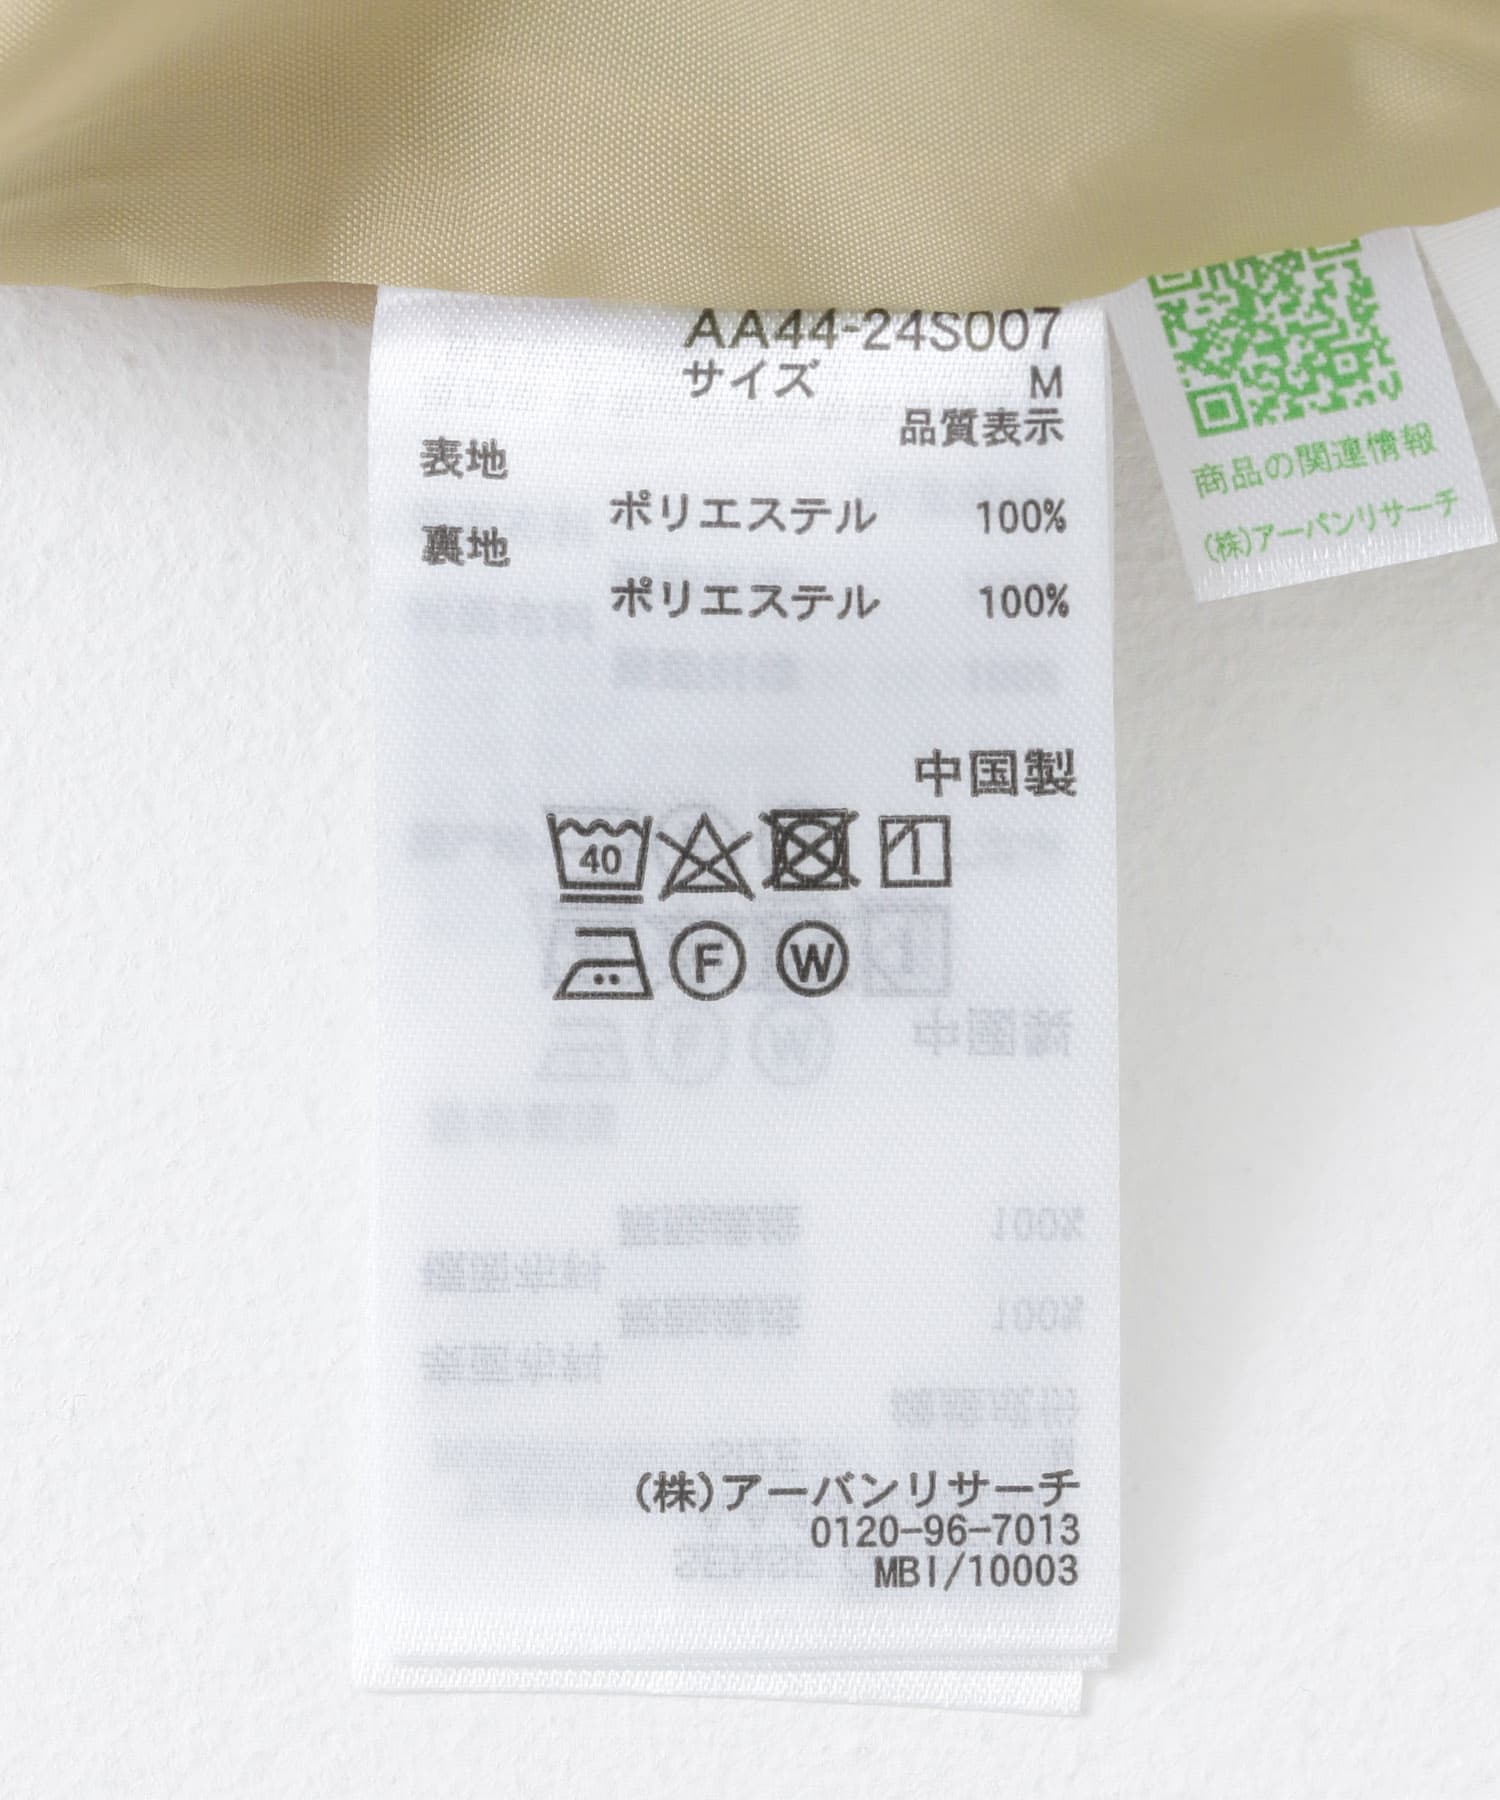 AA44-24S007
サイズ M
品質表示
表地
ポリエステル 100%
裏地
ポリエステル 100%
中国製
40
F W
(株)アーバンリサーチ
0120-96-7013
MBI/10003
商品の関連情報
(株)アーバンリサーチ